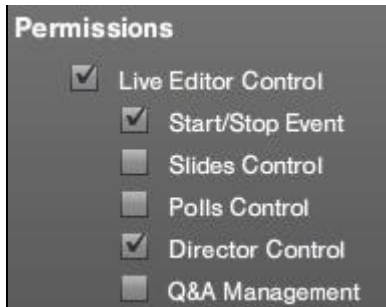 Permissions
Live Editor Control
Start/Stop Event
Slides Control
Polls Control
Director Control
Q&A Management